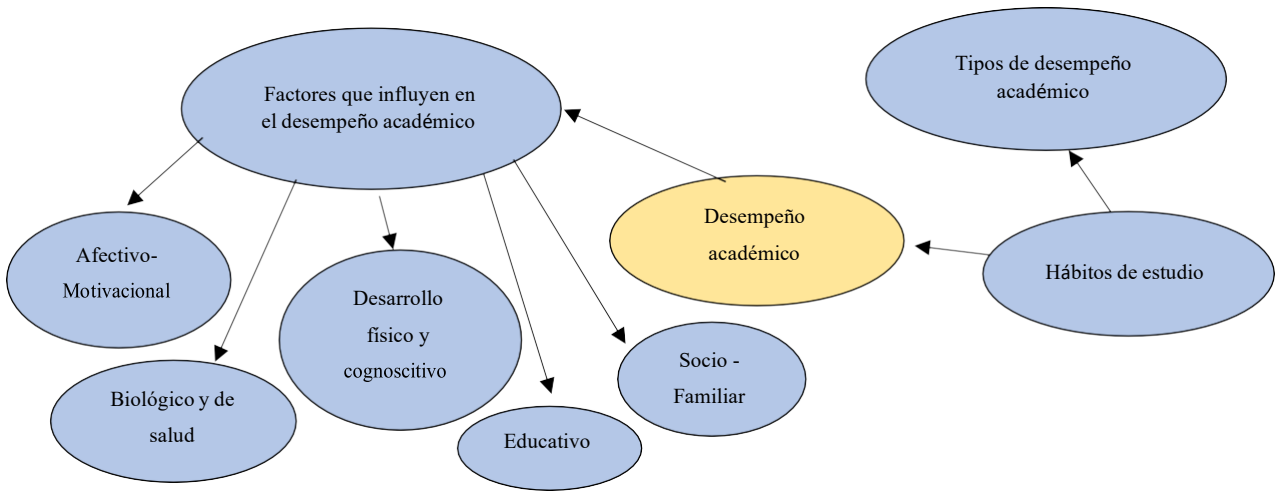 Factores que influyen en
el desempeño académico
Tipos de desempeño
académico
Desempeño
académico
Hábitos de estudio
Afectivo-
Motivacional
Biológico y de
salud
Desarrollo
físico y
cognoscitivo
Educativo
Socio -
Familiar